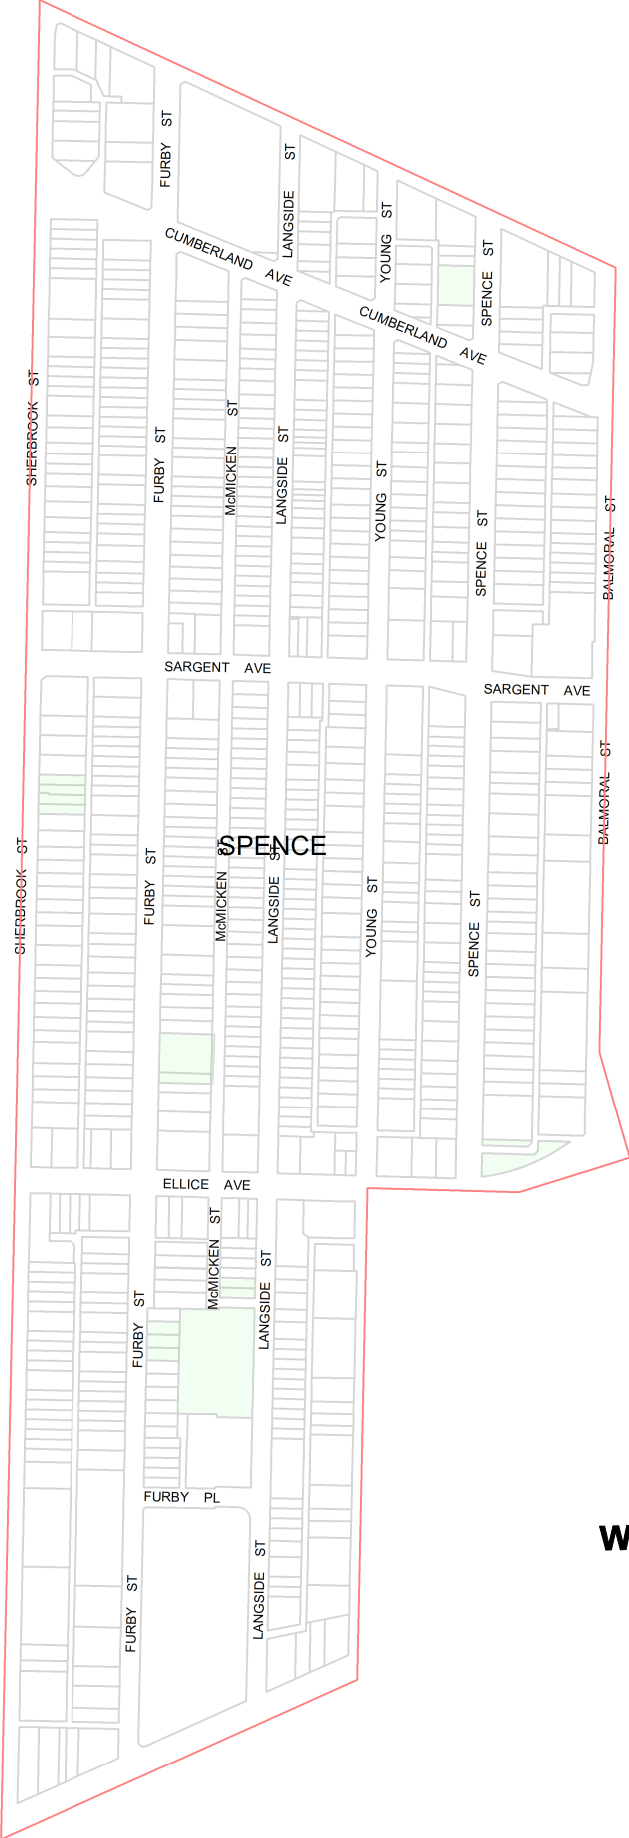 FURBY ST
LANGSIDE ST
YOUNG ST
SPENCE ST
CUMBERLAND AVE
CUMBERLAND AVE
SHERBROOK ST
FURBY ST
McMICKEN ST
LANGSIDE ST
YOUNG ST
SPENCE ST
BALMORAL ST
SARGENT AVE
SARGENT AVE
SPENCE
SHERBROOK ST
FURBY ST
McMICKEN ST
LANGSIDE ST
YOUNG ST
SPENCE ST
BALMORAL ST
ELLICE AVE
FURBY ST
McMICKEN ST
LANGSIDE ST
FURBY PL
W
FURBY ST
LANGSIDE ST